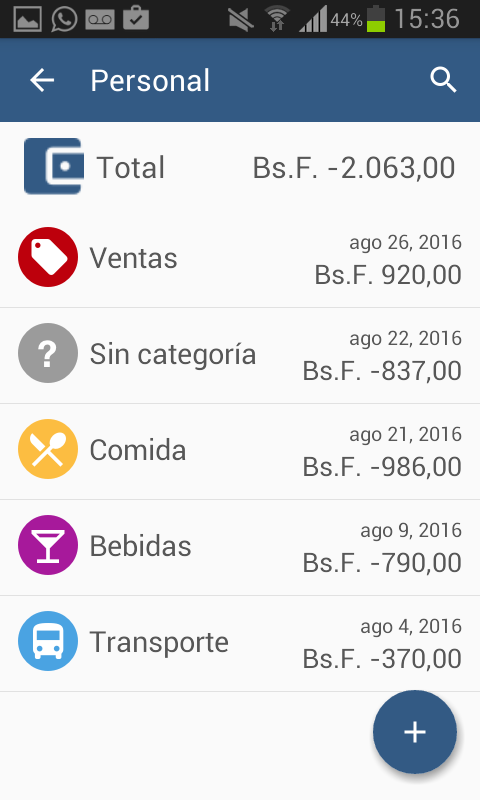 44% 15:36
Personal
Total Bs.F. -2.063,00
ago 26, 2016
Ventas
Bs.F. 920,00
ago 22, 2016
? Sin categoría
Bs.F. -837,00
ago 21, 2016
Comida
Bs.F. -986,00
ago 9, 2016
Bebidas
Bs.F. -790,00
ago 4, 2016
Transporte
Bs.F. -370,00
+